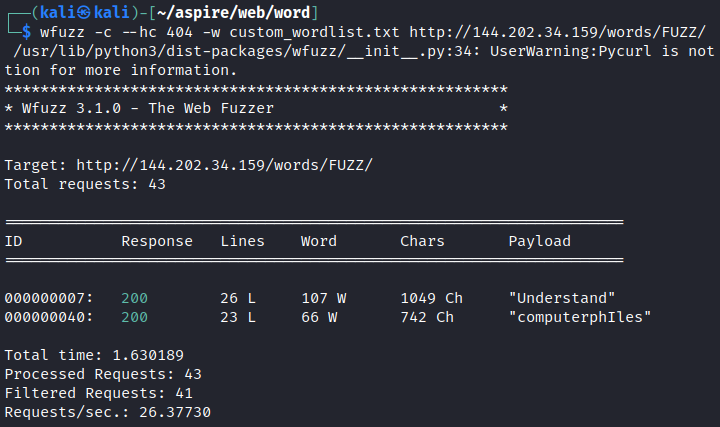 ┌──(kali㉿kali)-[~/aspire/web/word]
└─$ wfuzz -c --hc 404 -w custom_wordlist.txt http://144.202.34.159/words/FUZZ/
 /usr/lib/python3/dist-packages/wfuzz/__init__.py:34: UserWarning:Pycurl is not
tion for more information.
********************************************************
* Wfuzz 3.1.0 - The Web Fuzzer                         *
********************************************************

Target: http://144.202.34.159/words/FUZZ/
Total requests: 43

=====================================================================
ID           Response   Lines    Word       Chars       Payload
=====================================================================

000000007:   200        26 L     107 W      1049 Ch     "Understand"
000000040:   200        23 L     66 W       742 Ch      "computerphIles"

Total time: 1.630189
Processed Requests: 43
Filtered Requests: 41
Requests/sec.: 26.37730